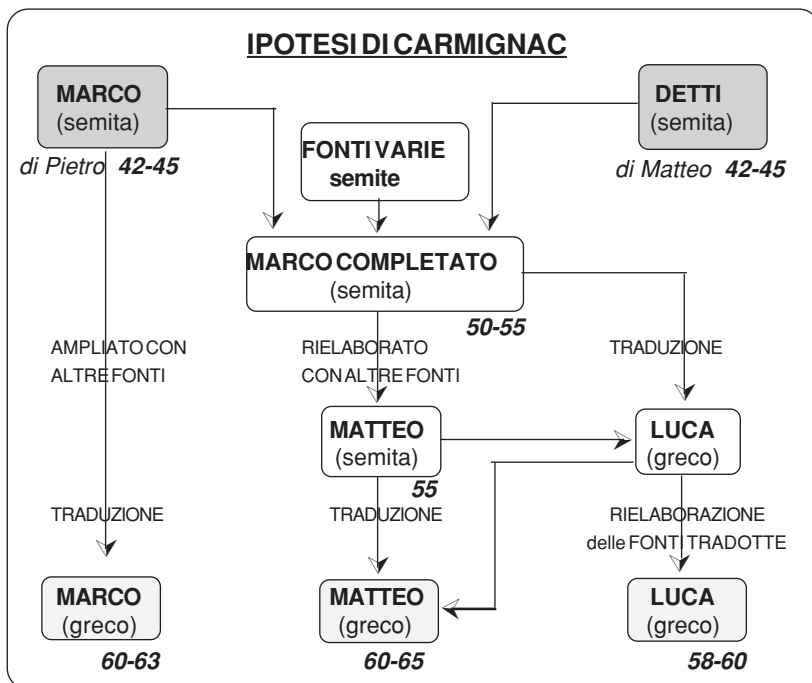 IPOTESI DI CARMIGNAC
MARCO
(semita)
di Pietro 42-45
DETTI
(semita)
di Matteo 42-45
FONTI VARIE
semite
MARCO COMPLETATO
(semita)
50-55
AMPLIATO CON
ALTRE FONTI
RIELABORATO
CON ALTRE FONTI
TRADUZIONE
MATTEO
(semita)
55
LUCA
(greco)
TRADUZIONE
TRADUZIONE
RIELABORAZIONE
delle FONTI TRADOTTE
MARCO
(greco)
60-63
MATTEO
(greco)
60-65
LUCA
(greco)
58-60